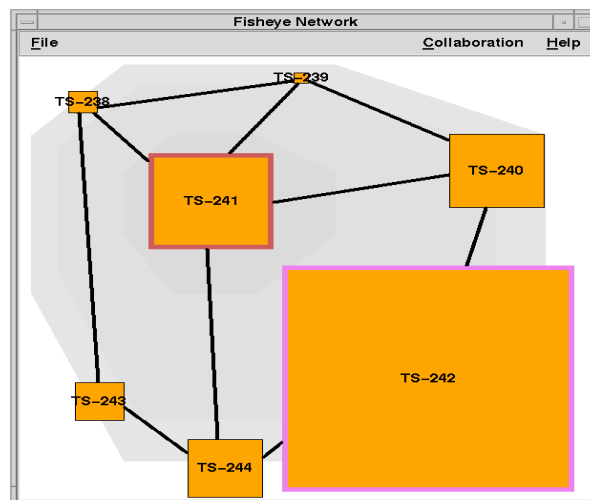 Fisheye Network
File Collaboration Help
TS-239
TS-238
TS-240
TS-241
TS-242
TS-243
TS-244